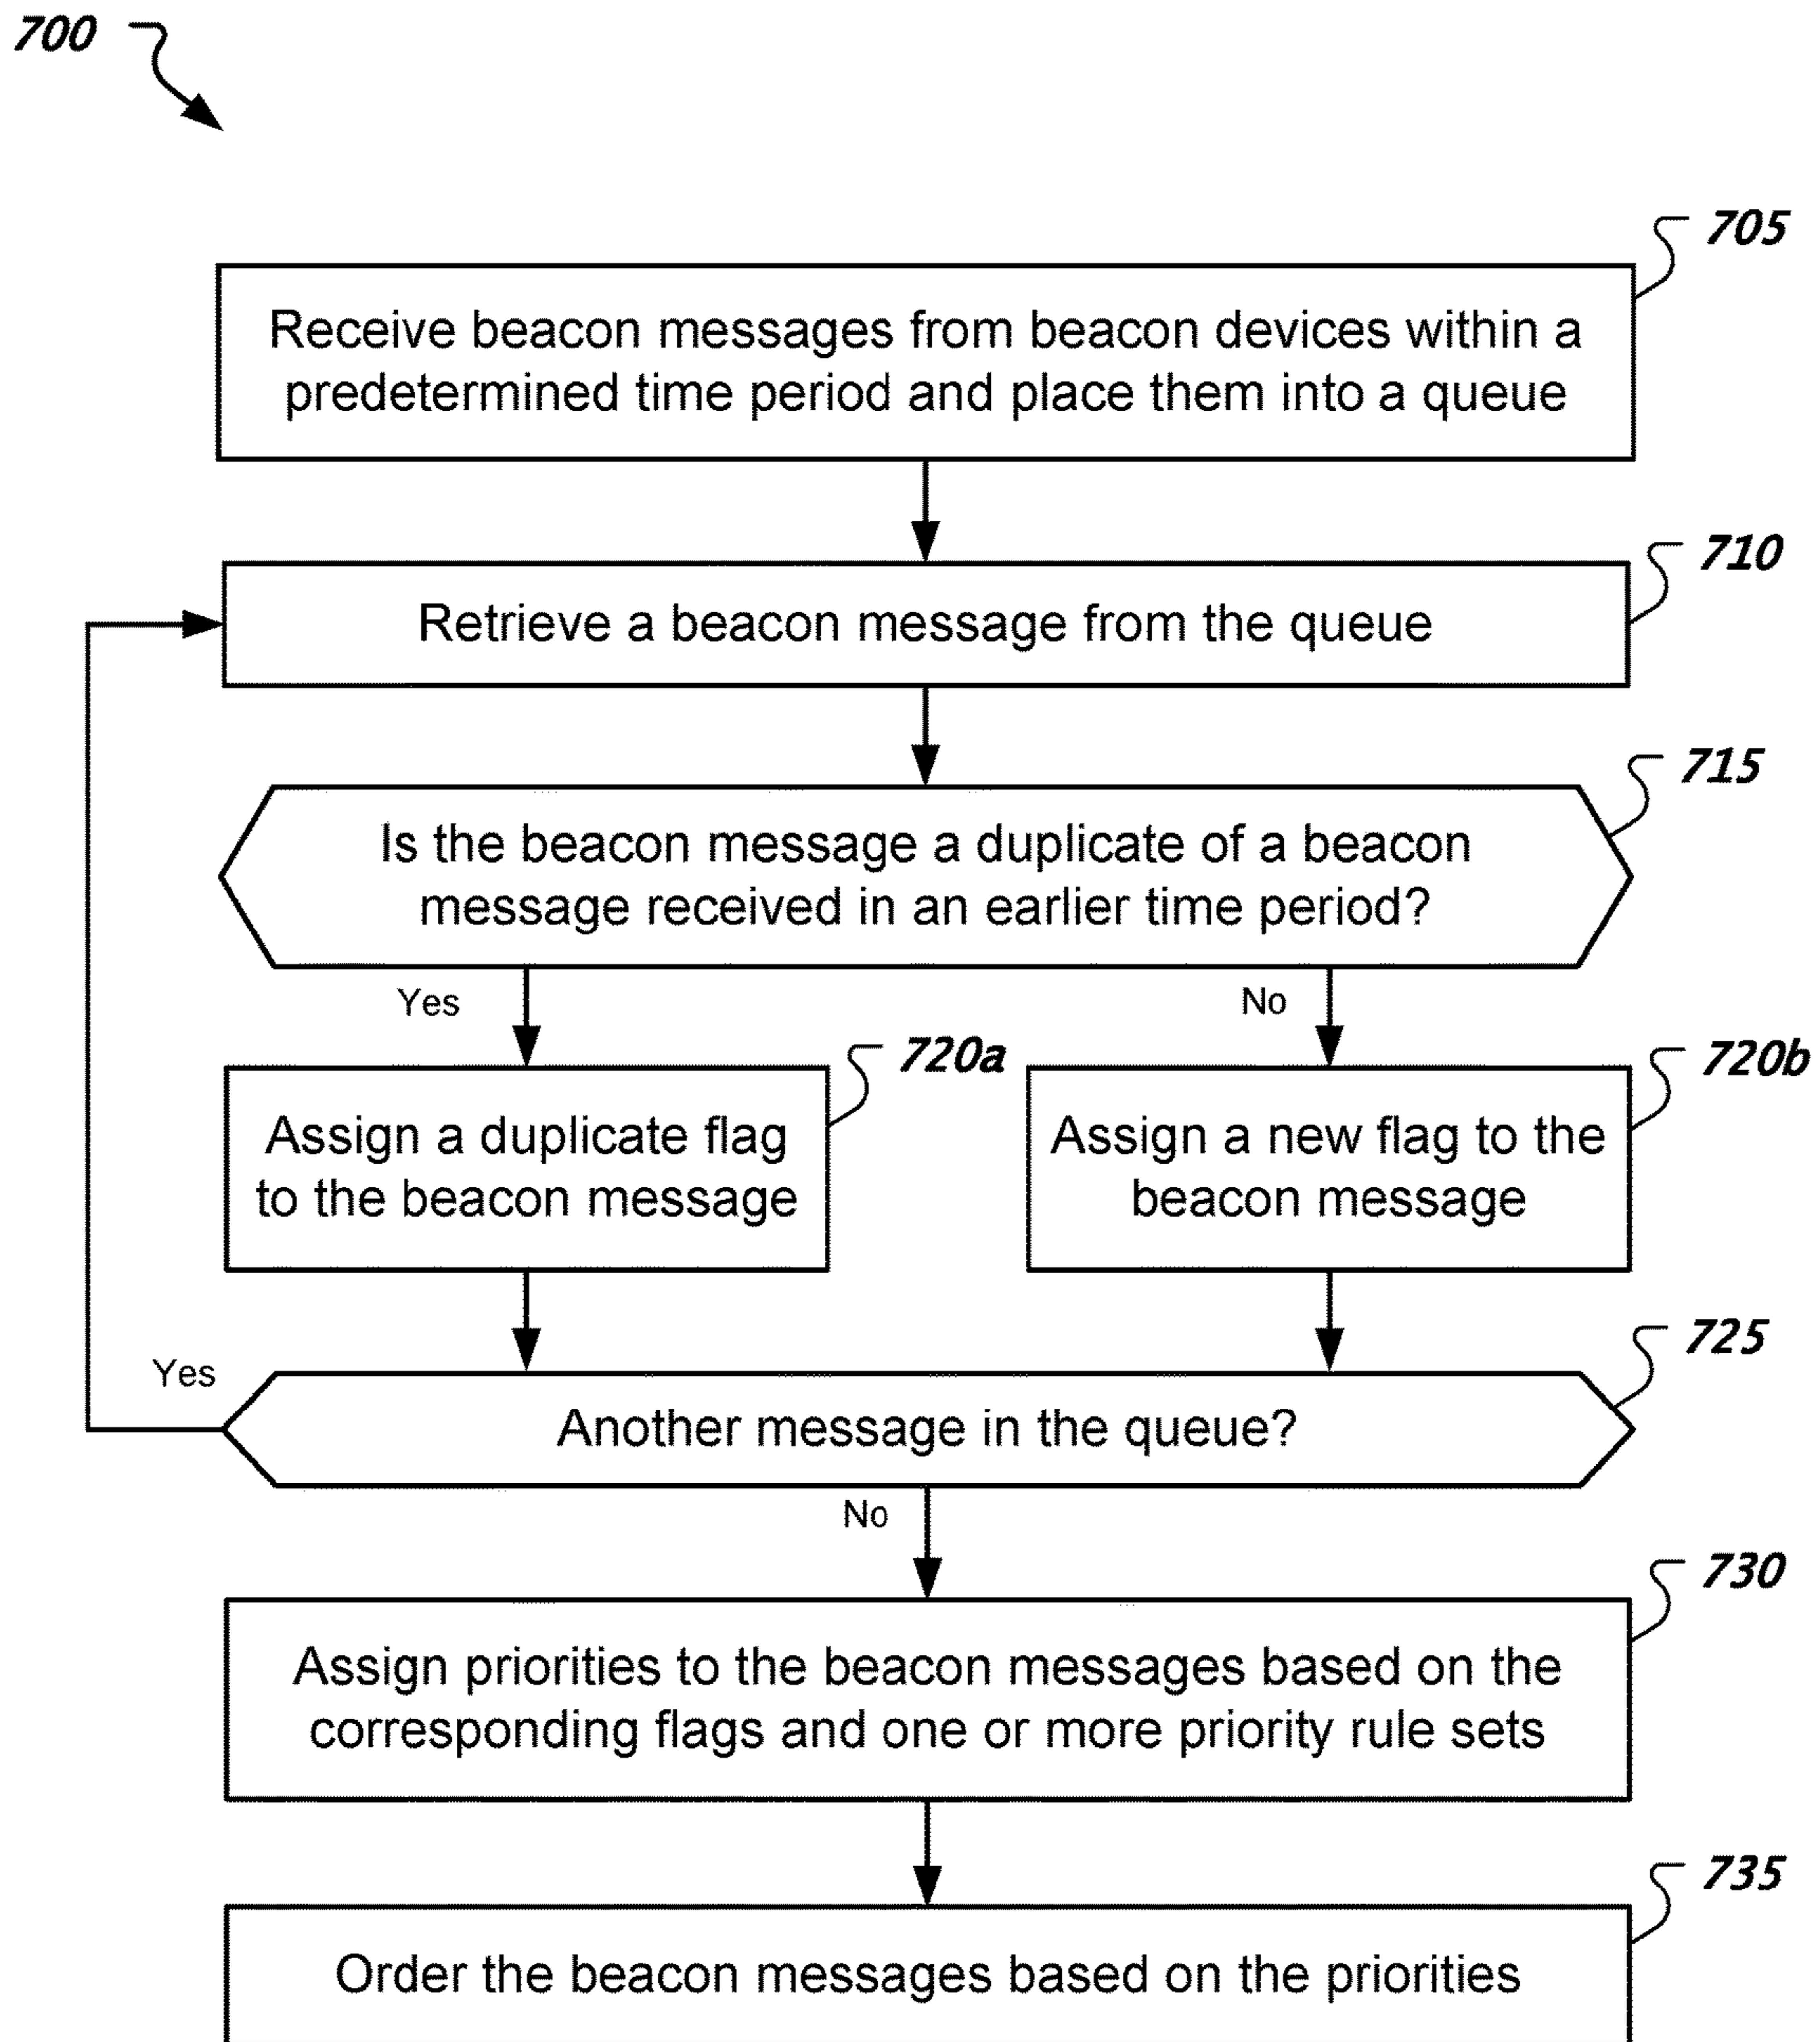 700
705
Receive beacon messages from beacon devices within a
predetermined time period and place them into a queue
710
Retrieve a beacon message from the queue
715
Is the beacon message a duplicate of a beacon
message received in an earlier time period?
Yes
No
720a
720b
Assign a duplicate flag
to the beacon message
Assign a new flag to the
beacon message
725
Yes
Another message in the queue?
No
730
Assign priorities to the beacon messages based on the
corresponding flags and one or more priority rule sets
735
Order the beacon messages based on the priorities